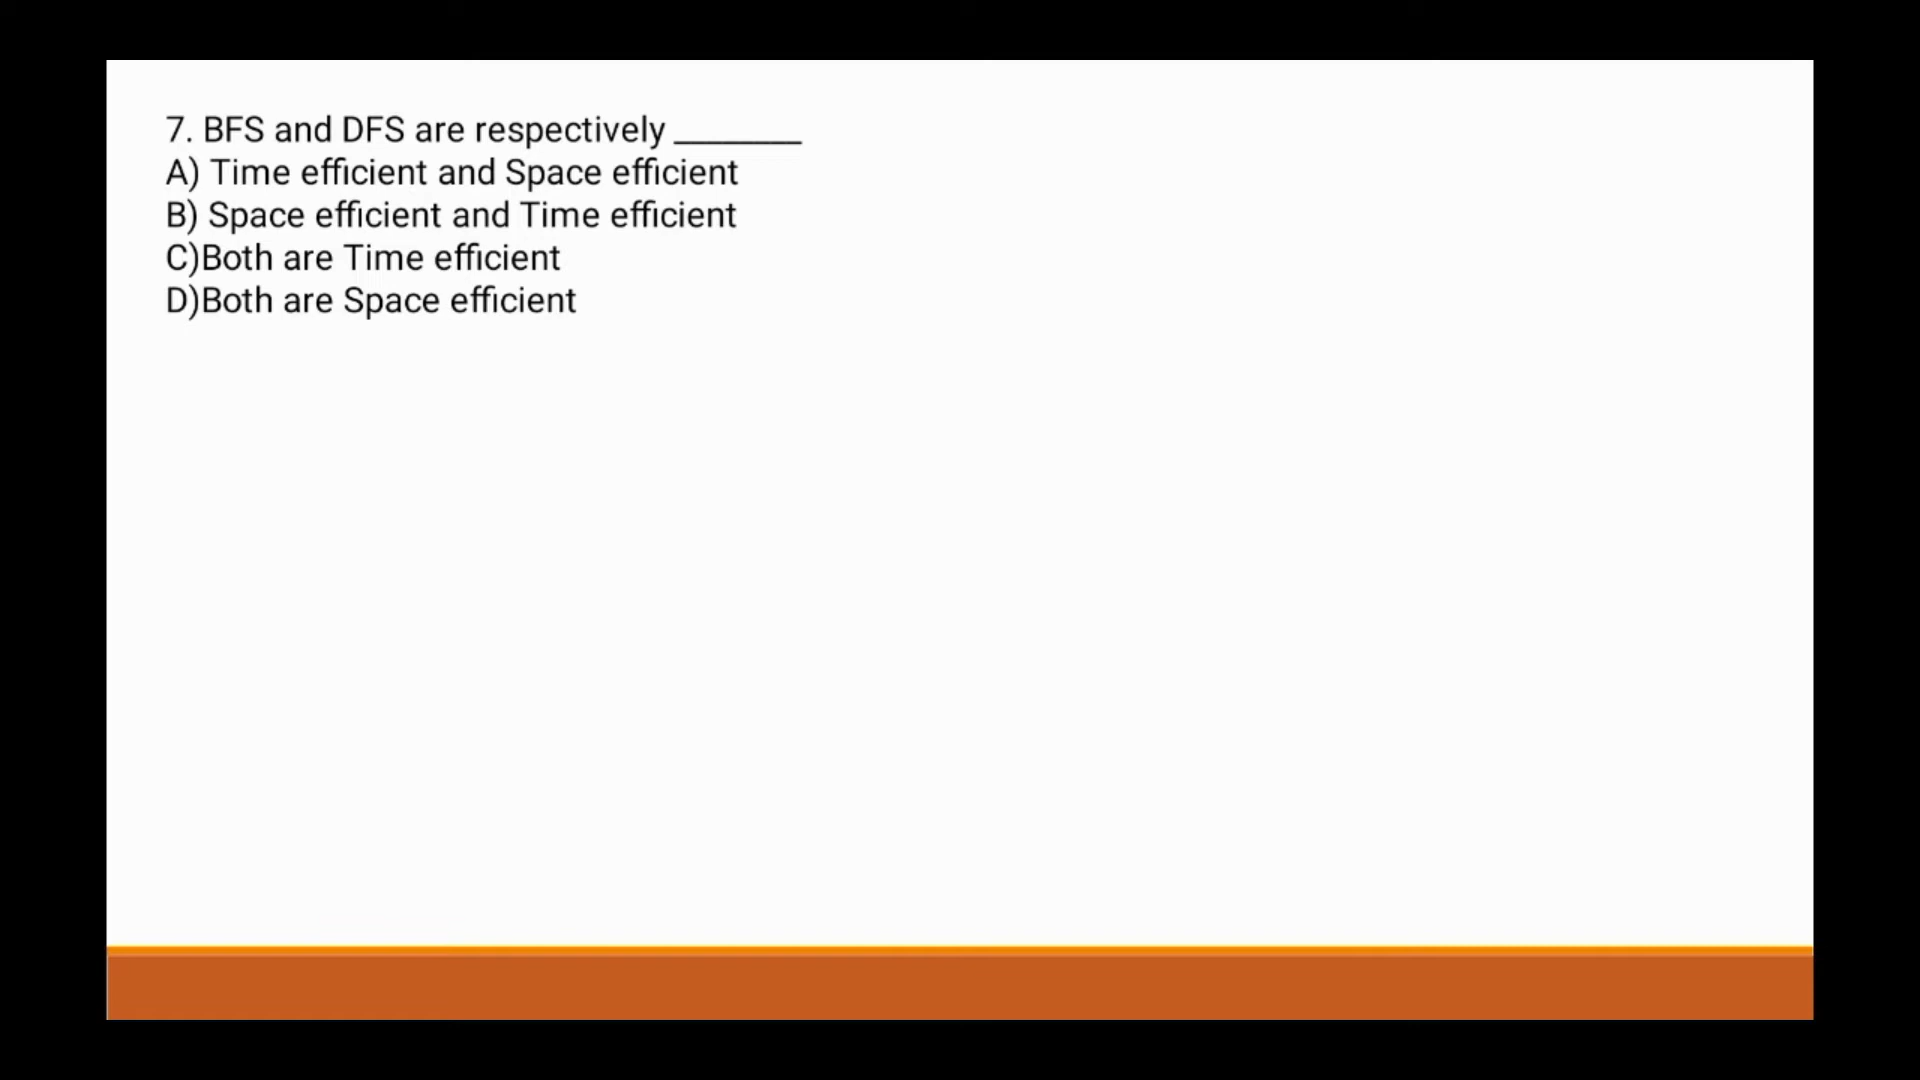 7. BFS and DFS are respectively ________
A) Time efficient and Space efficient
B) Space efficient and Time efficient
C)Both are Time efficient
D)Both are Space efficient